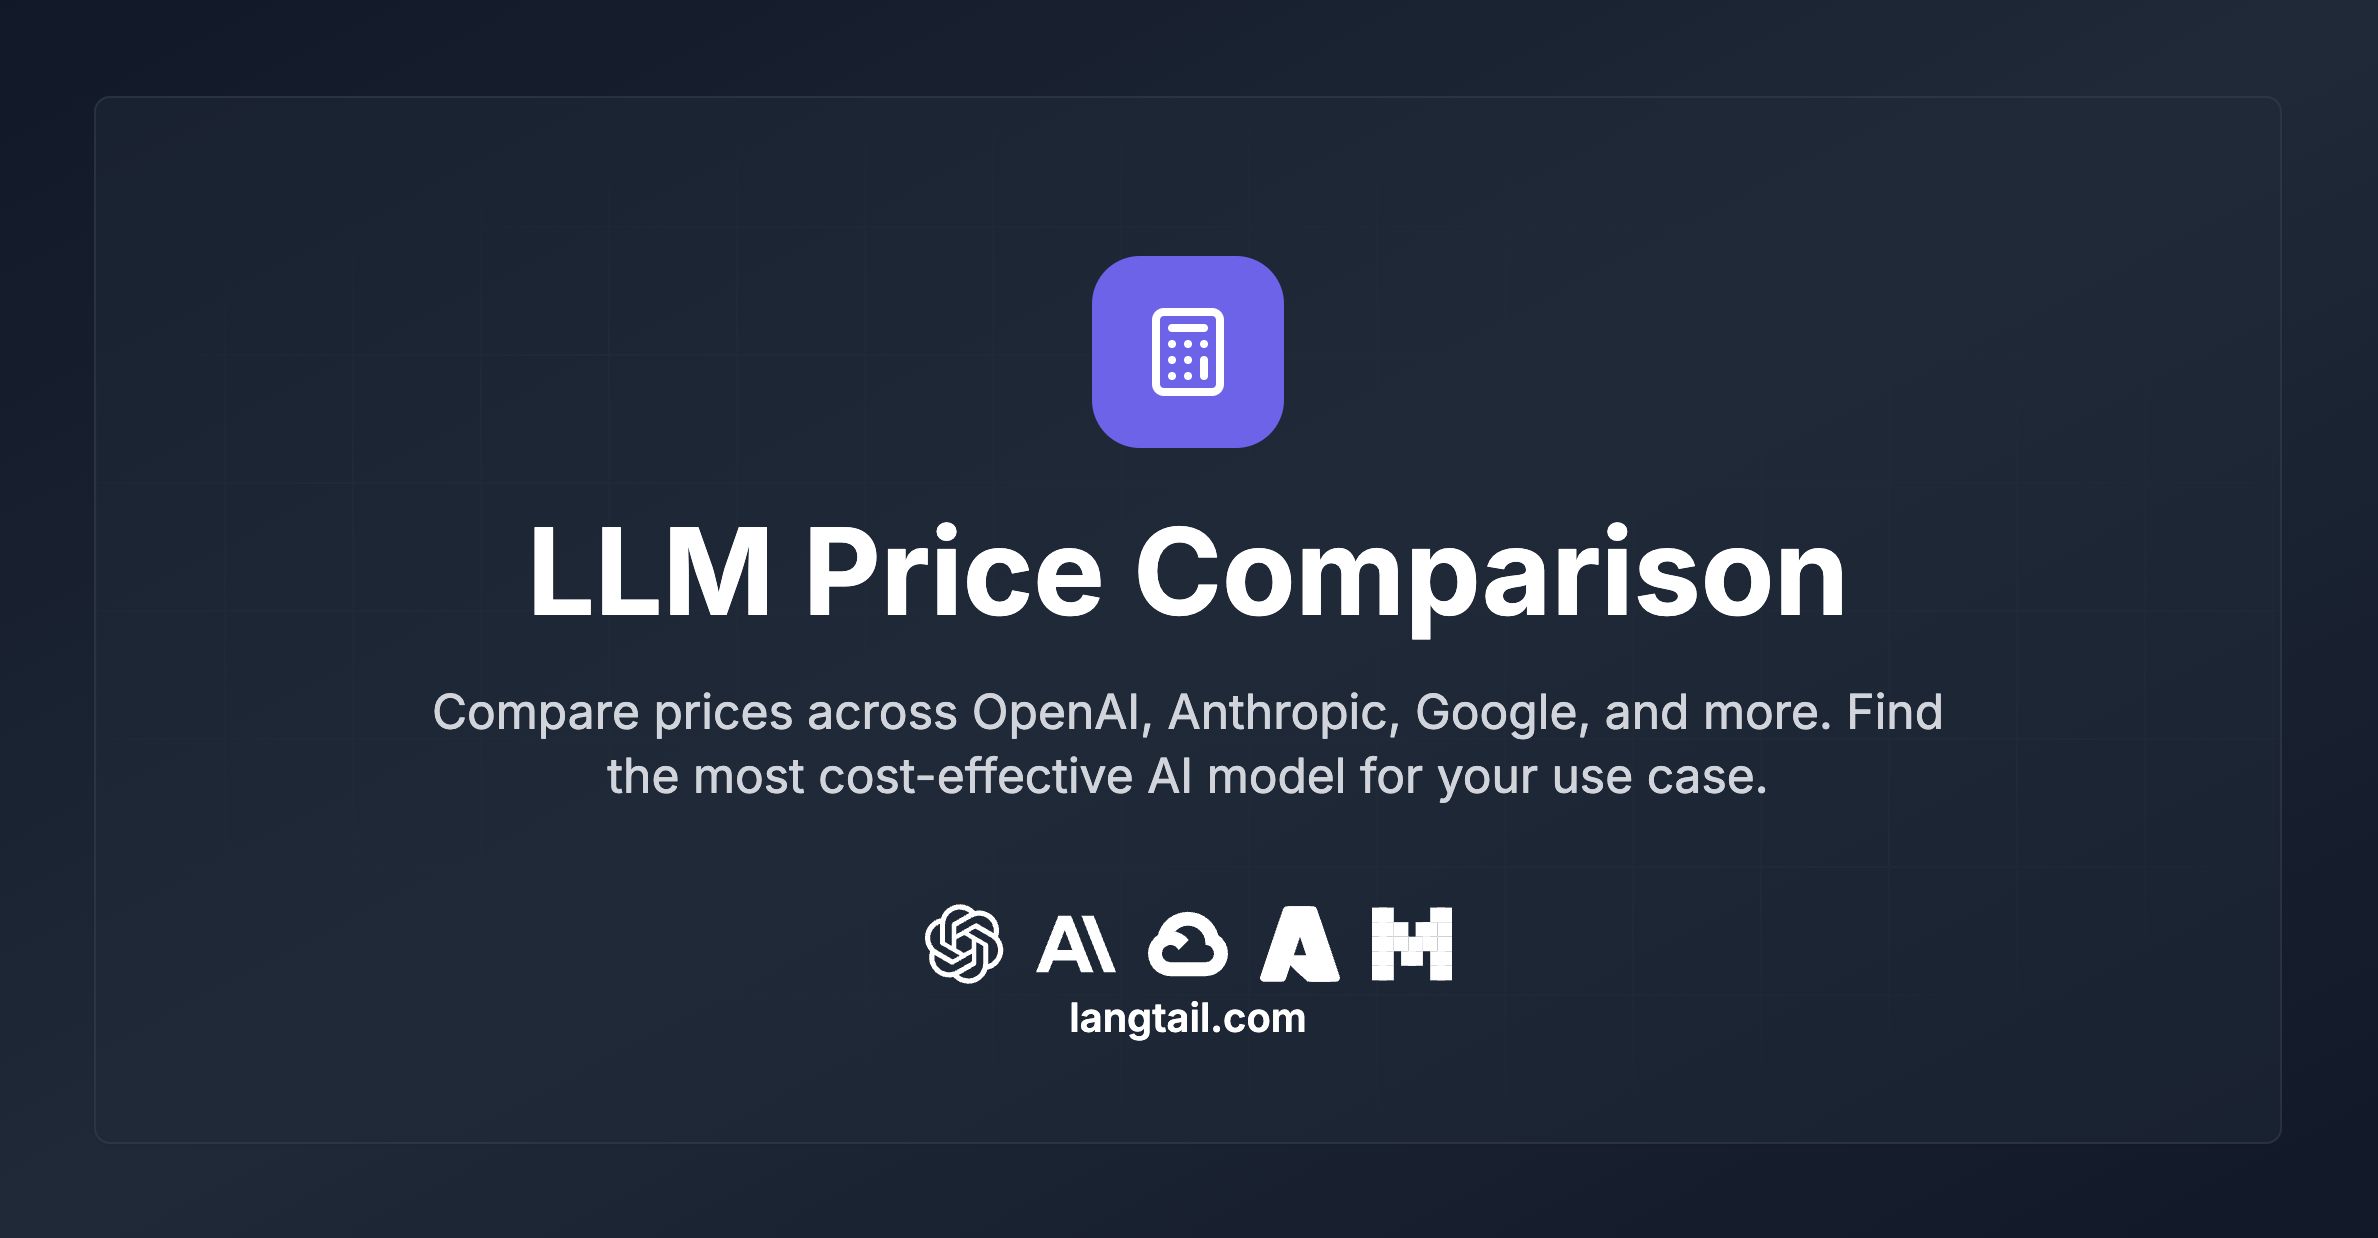 LLM Price Comparison
Compare prices across OpenAI, Anthropic, Google, and more. Find
the most cost-effective AI model for your use case.
langtail.com